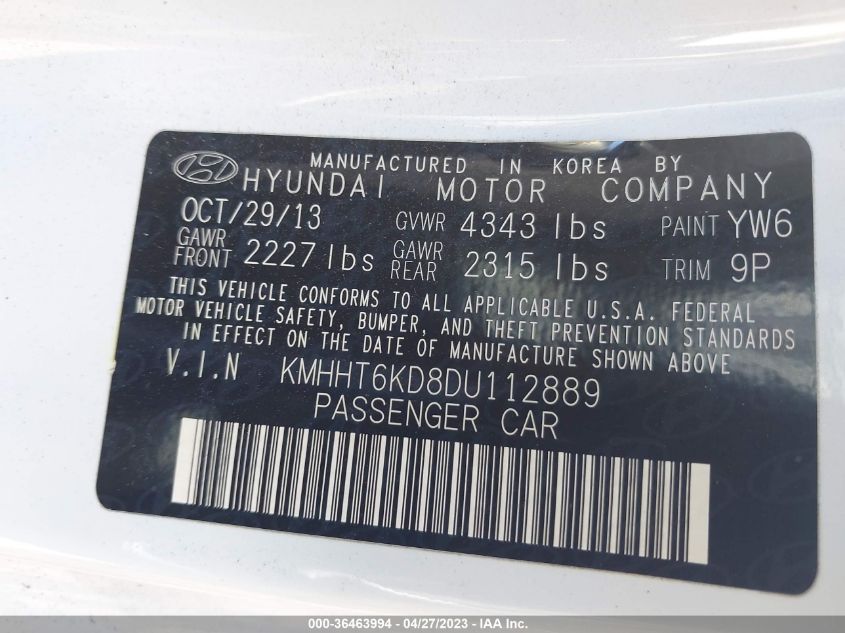 MANUFACTURED IN KOREA BY
HYUNDAI MOTOR COMPANY
OCT/29/13 GVWR 4343 lbs PAINT YW6
GAWR FRONT 2227 lbs GAWR REAR 2315 lbs TRIM 9P
THIS VEHICLE CONFORMS TO ALL APPLICABLE U.S.A. FEDERAL
MOTOR VEHICLE SAFETY, BUMPER, AND THEFT PREVENTION STANDARDS
IN EFFECT ON THE DATE OF MANUFACTURE SHOWN ABOVE
V.I.N KMHHT6KD8DU112889
PASSENGER CAR
000-36463994 - 04/27/2023 - IAA Inc.